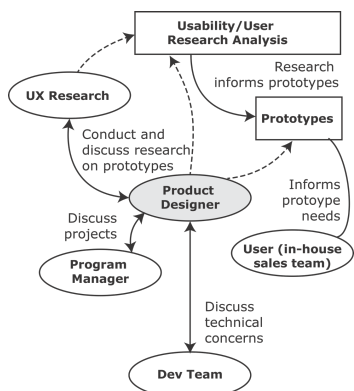 Usability/User
Research Analysis
Research
informs prototypes
UX Research
Prototypes
Conduct and
discuss research
on prototypes
Product
Designer
Informs
protoype
needs
Discuss
projects
User (in-house
sales team)
Program
Manager
Discuss
technical
concerns
Dev Team